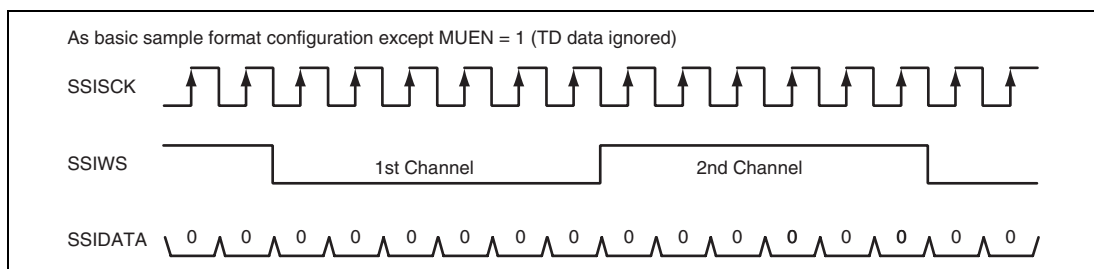 As basic sample format configuration except MUEN = 1 (TD data ignored)
SSISCK
SSIWS 1st Channel 2nd Channel
SSIDATA 0 0 0 0 0 0 0 0 0 0 0 0 0 0 0 0